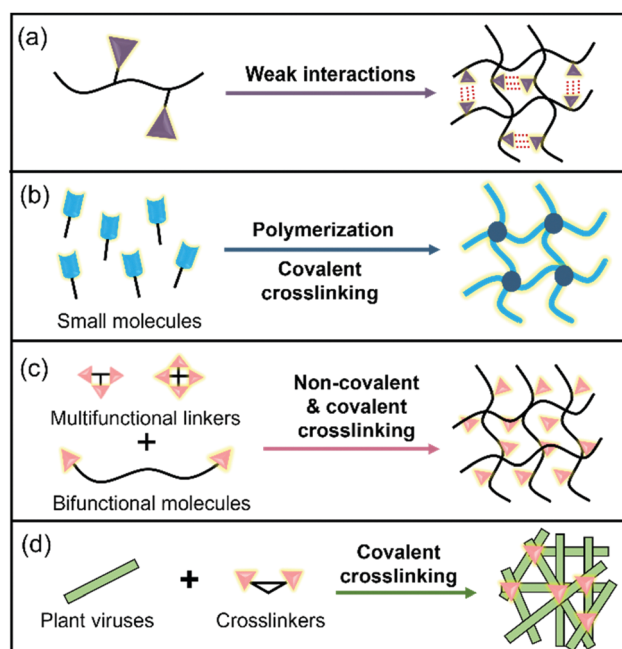 (a)
Weak interactions
(b)
Polymerization
Covalent
crosslinking
Small molecules
(c)
Multifunctional linkers
+
Bifunctional molecules
Non-covalent
& covalent
crosslinking
(d)
Plant viruses
+
Crosslinkers
Covalent
crosslinking